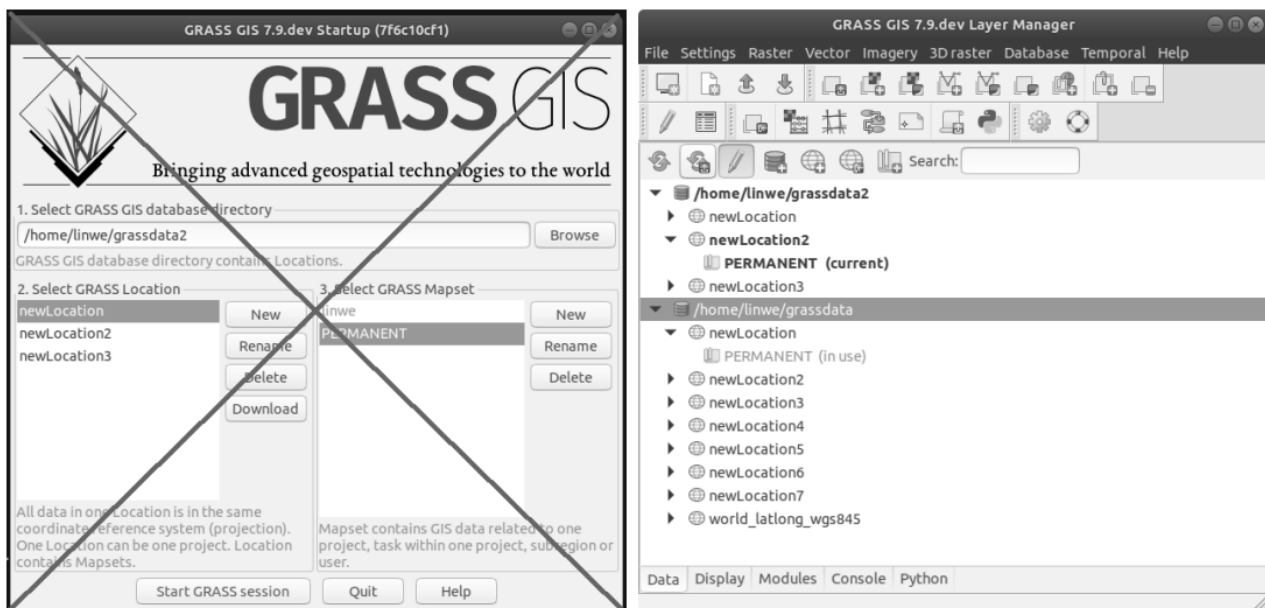 GRASS GIS 7.9.dev Startup (7f6c10cf1)
GRASS GIS
Bringing advanced geospatial technologies to the world
1. Select GRASS GIS database directory
/home/linwe/grassdata2
Browse
GRASS GIS database directory contains Locations.
2. Select GRASS Location
newLocation
newLocation2
newLocation3
New
Rename
Delete
Download
All data in one Location is in the same
coordinate reference system (projection).
One Location can be one project. Location
contains Mapsets.
3. Select GRASS Mapset
linwe
PERMANENT
New
Rename
Delete
Mapset contains GIS data related to one
project, task within one project, subregion or
user.
Start GRASS session
Quit
Help
GRASS GIS 7.9.dev Layer Manager
File Settings Raster Vector Imagery 3D raster Database Temporal Help
Search:
/home/linwe/grassdata2
newLocation
newLocation2
PERMANENT (current)
newLocation3
/home/linwe/grassdata
newLocation
PERMANENT (in use)
newLocation2
newLocation3
newLocation4
newLocation5
newLocation6
newLocation7
world_latlong_wgs845
Data Display Modules Console Python